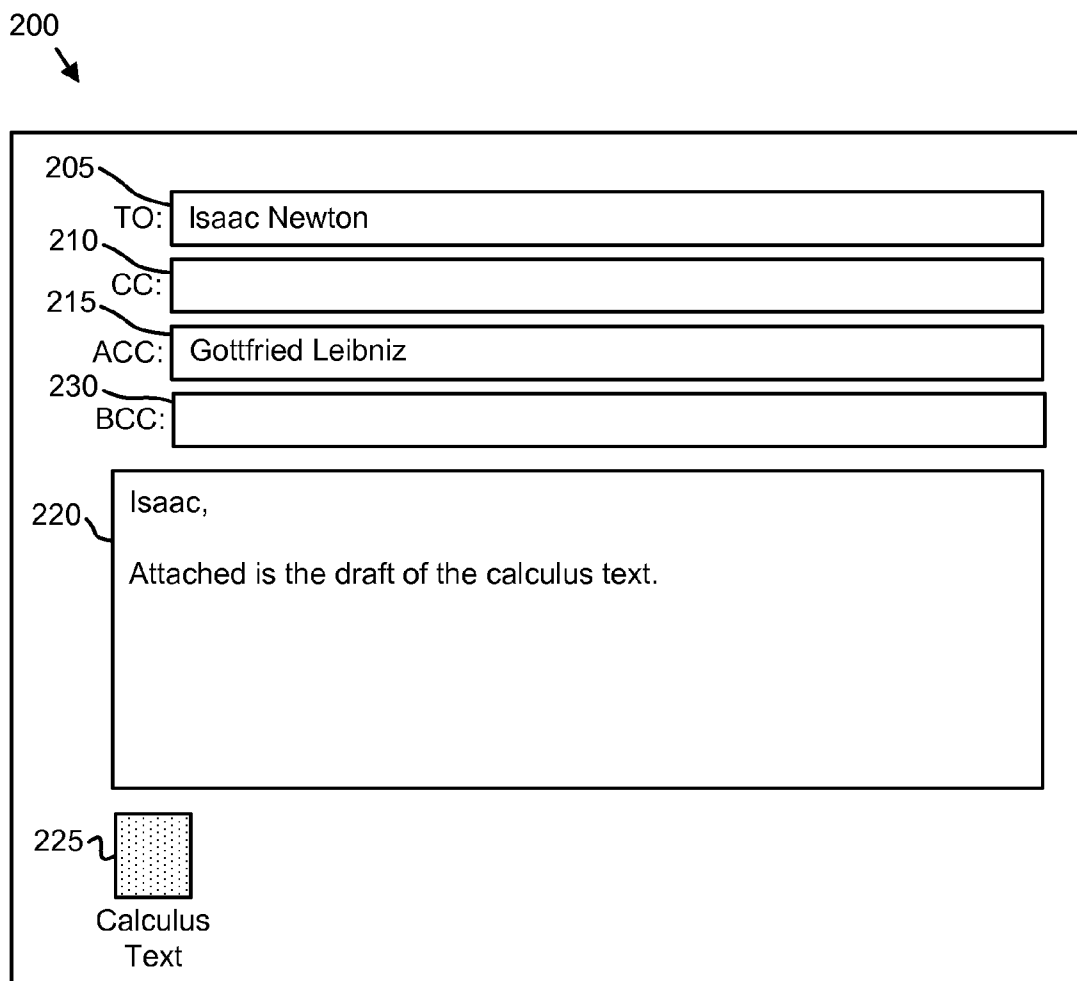 200
205
TO: Isaac Newton
210
CC:
215
ACC: Gottfried Leibniz
230
BCC:
220
Isaac,
Attached is the draft of the calculus text.
225
Calculus
Text